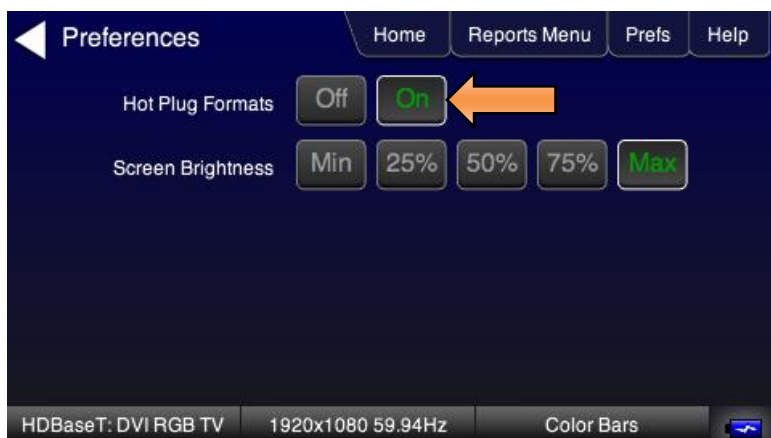 Preferences Home Reports Menu Prefs Help
Hot Plug Formats Off On
Screen Brightness Min 25% 50% 75% Max
HDBaseT: DVI RGB TV 1920x1080 59.94Hz Color Bars